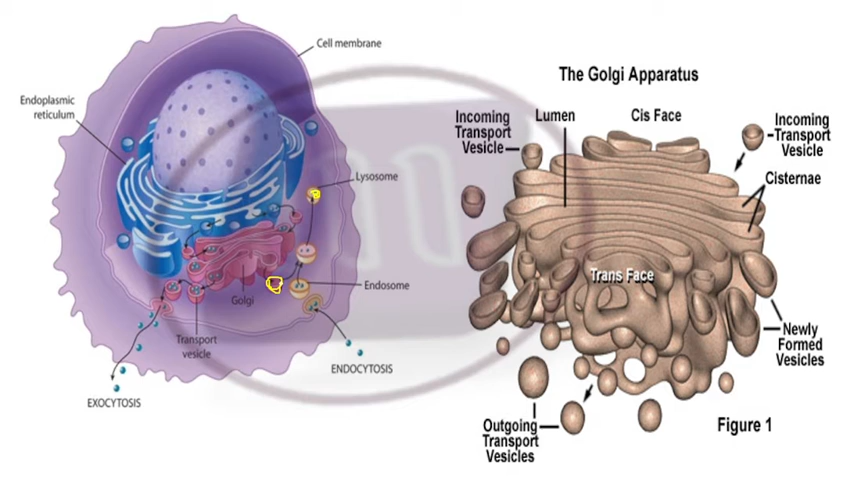 Cell membrane
Endoplasmic
reticulum
Lysosome
Endosome
Golgi
Transport
vesicle
ENDOCYTOSIS
EXOCYTOSIS
The Golgi Apparatus
Incoming
Transport
Vesicle
Lumen
Cis Face
Incoming
Transport
Vesicle
Cisternae
Trans Face
Newly
Formed
Vesicles
Outgoing
Transport
Vesicles
Figure 1